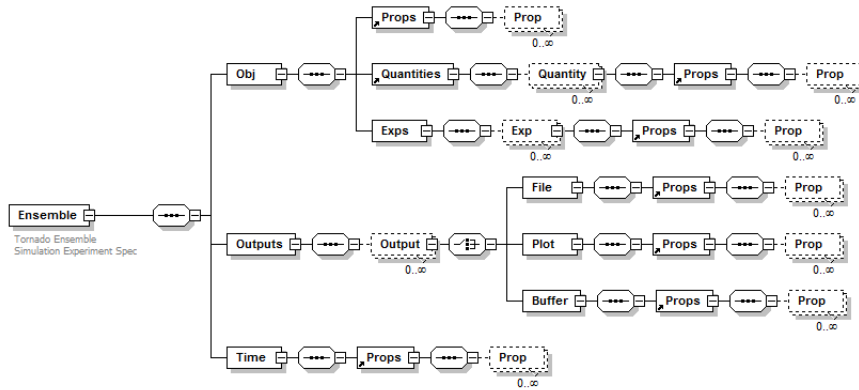 Props Prop
0..∞
Obj Quantities Quantity Props Prop
0..∞ 0..∞
Exps Exp Props Prop
0..∞ 0..∞
File Props Prop
0..∞
Ensemble
Tornado Ensemble
Simulation Experiment Spec
Outputs Output Plot Props Prop
0..∞ 0..∞
Buffer Props Prop
0..∞
Time Props Prop
0..∞